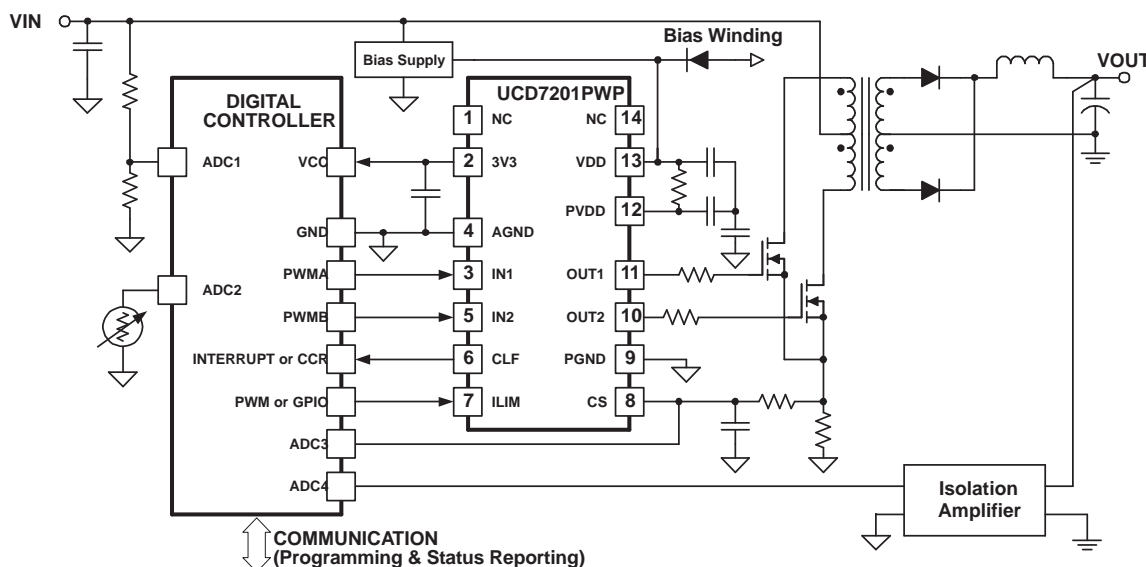 VIN
Bias Supply
Bias Winding
VOUT
DIGITAL
CONTROLLER
ADC1
ADC2
VCC
GND
PWMA
PWMB
INTERRUPT or CCR
PWM or GPIO
ADC3
ADC4
UCD7201PWP
1 NC
2 3V3
4 AGND
3 IN1
5 IN2
6 CLF
7 ILIM
NC 14
VDD 13
PVDD 12
OUT1 11
OUT2 10
PGND 9
CS 8
Isolation
Amplifier
COMMUNICATION
(Programming & Status Reporting)